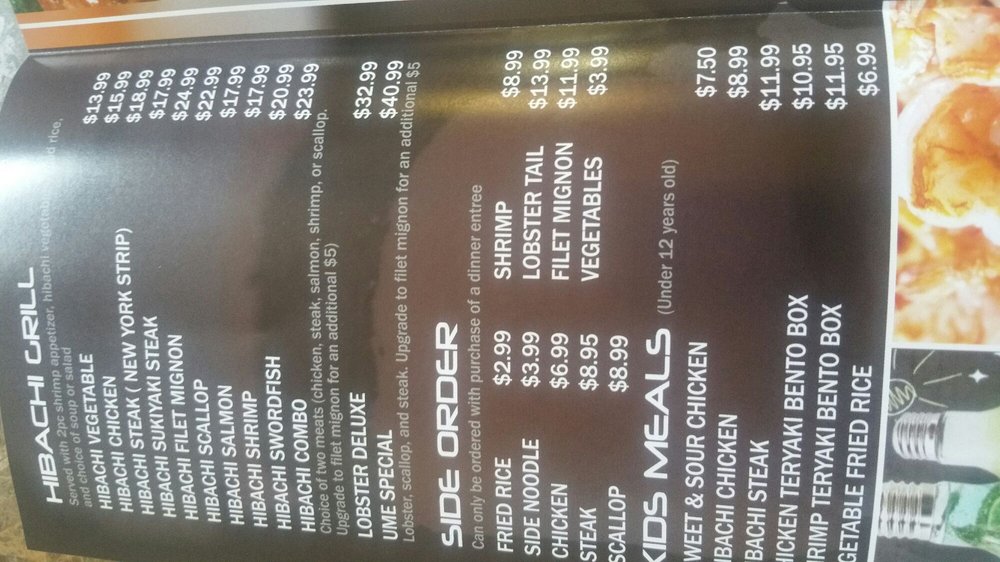 HIBACHI GRILL
Served with 2pc shrimp appetizer, hibachi vegetable, fried rice,
and choice of soup or salad
HIBACHI VEGETABLE $13.99
HIBACHI CHICKEN $15.99
HIBACHI STEAK ( NEW YORK STRIP) $18.99
HIBACHI SUKIYAKI STEAK $17.99
HIBACHI FILET MIGNON $24.99
HIBACHI SCALLOP $22.99
HIBACHI SALMON $17.99
HIBACHI SHRIMP $17.99
HIBACHI SWORDFISH $20.99
HIBACHI COMBO $23.99
Choice of two meats (chicken, steak, salmon, shrimp, or scallop.
Upgrade to filet mignon for an additional $5)
LOBSTER DELUXE $32.99
UME SPECIAL $40.99
Lobster, scallop, and steak. Upgrade to filet mignon for an additional $5
SIDE ORDER
Can only be ordered with purchase of a dinner entree
FRIED RICE $2.99 SHRIMP $8.99
SIDE NOODLE $3.99 LOBSTER TAIL $13.99
CHICKEN $6.99 FILET MIGNON $11.99
STEAK $8.95 VEGETABLES $3.99
SCALLOP $8.99
KIDS MEALS (Under 12 years old)
WEET & SOUR CHICKEN $7.50
IBACHI CHICKEN $8.99
BACHI STEAK $11.99
HICKEN TERYAKI BENTO BOX $10.95
RIMP TERYAKI BENTO BOX $11.95
GETABLE FRIED RICE $6.99